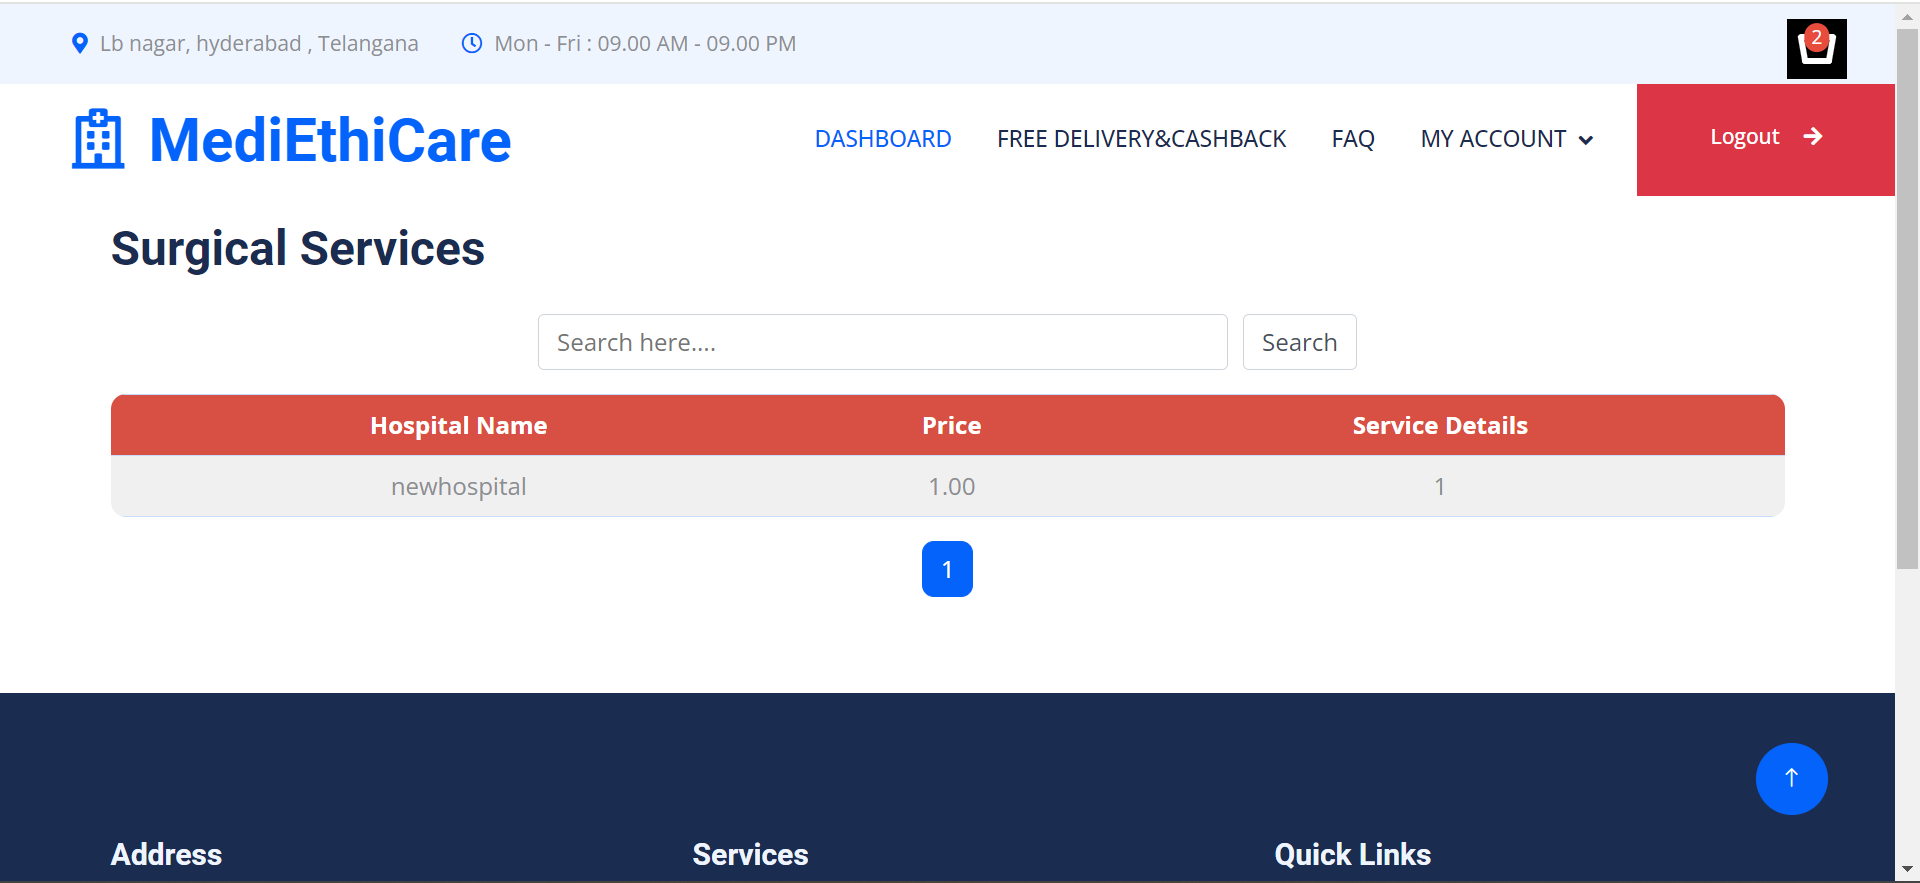 Lb nagar, hyderabad , Telangana
Mon - Fri : 09.00 AM - 09.00 PM
2
MediEthiCare
DASHBOARD
FREE DELIVERY&CASHBACK
FAQ
MY ACCOUNT
Logout
Surgical Services
Search here....
Search
Hospital Name Price Service Details
newhospital 1.00 1
1
Address
Services
Quick Links